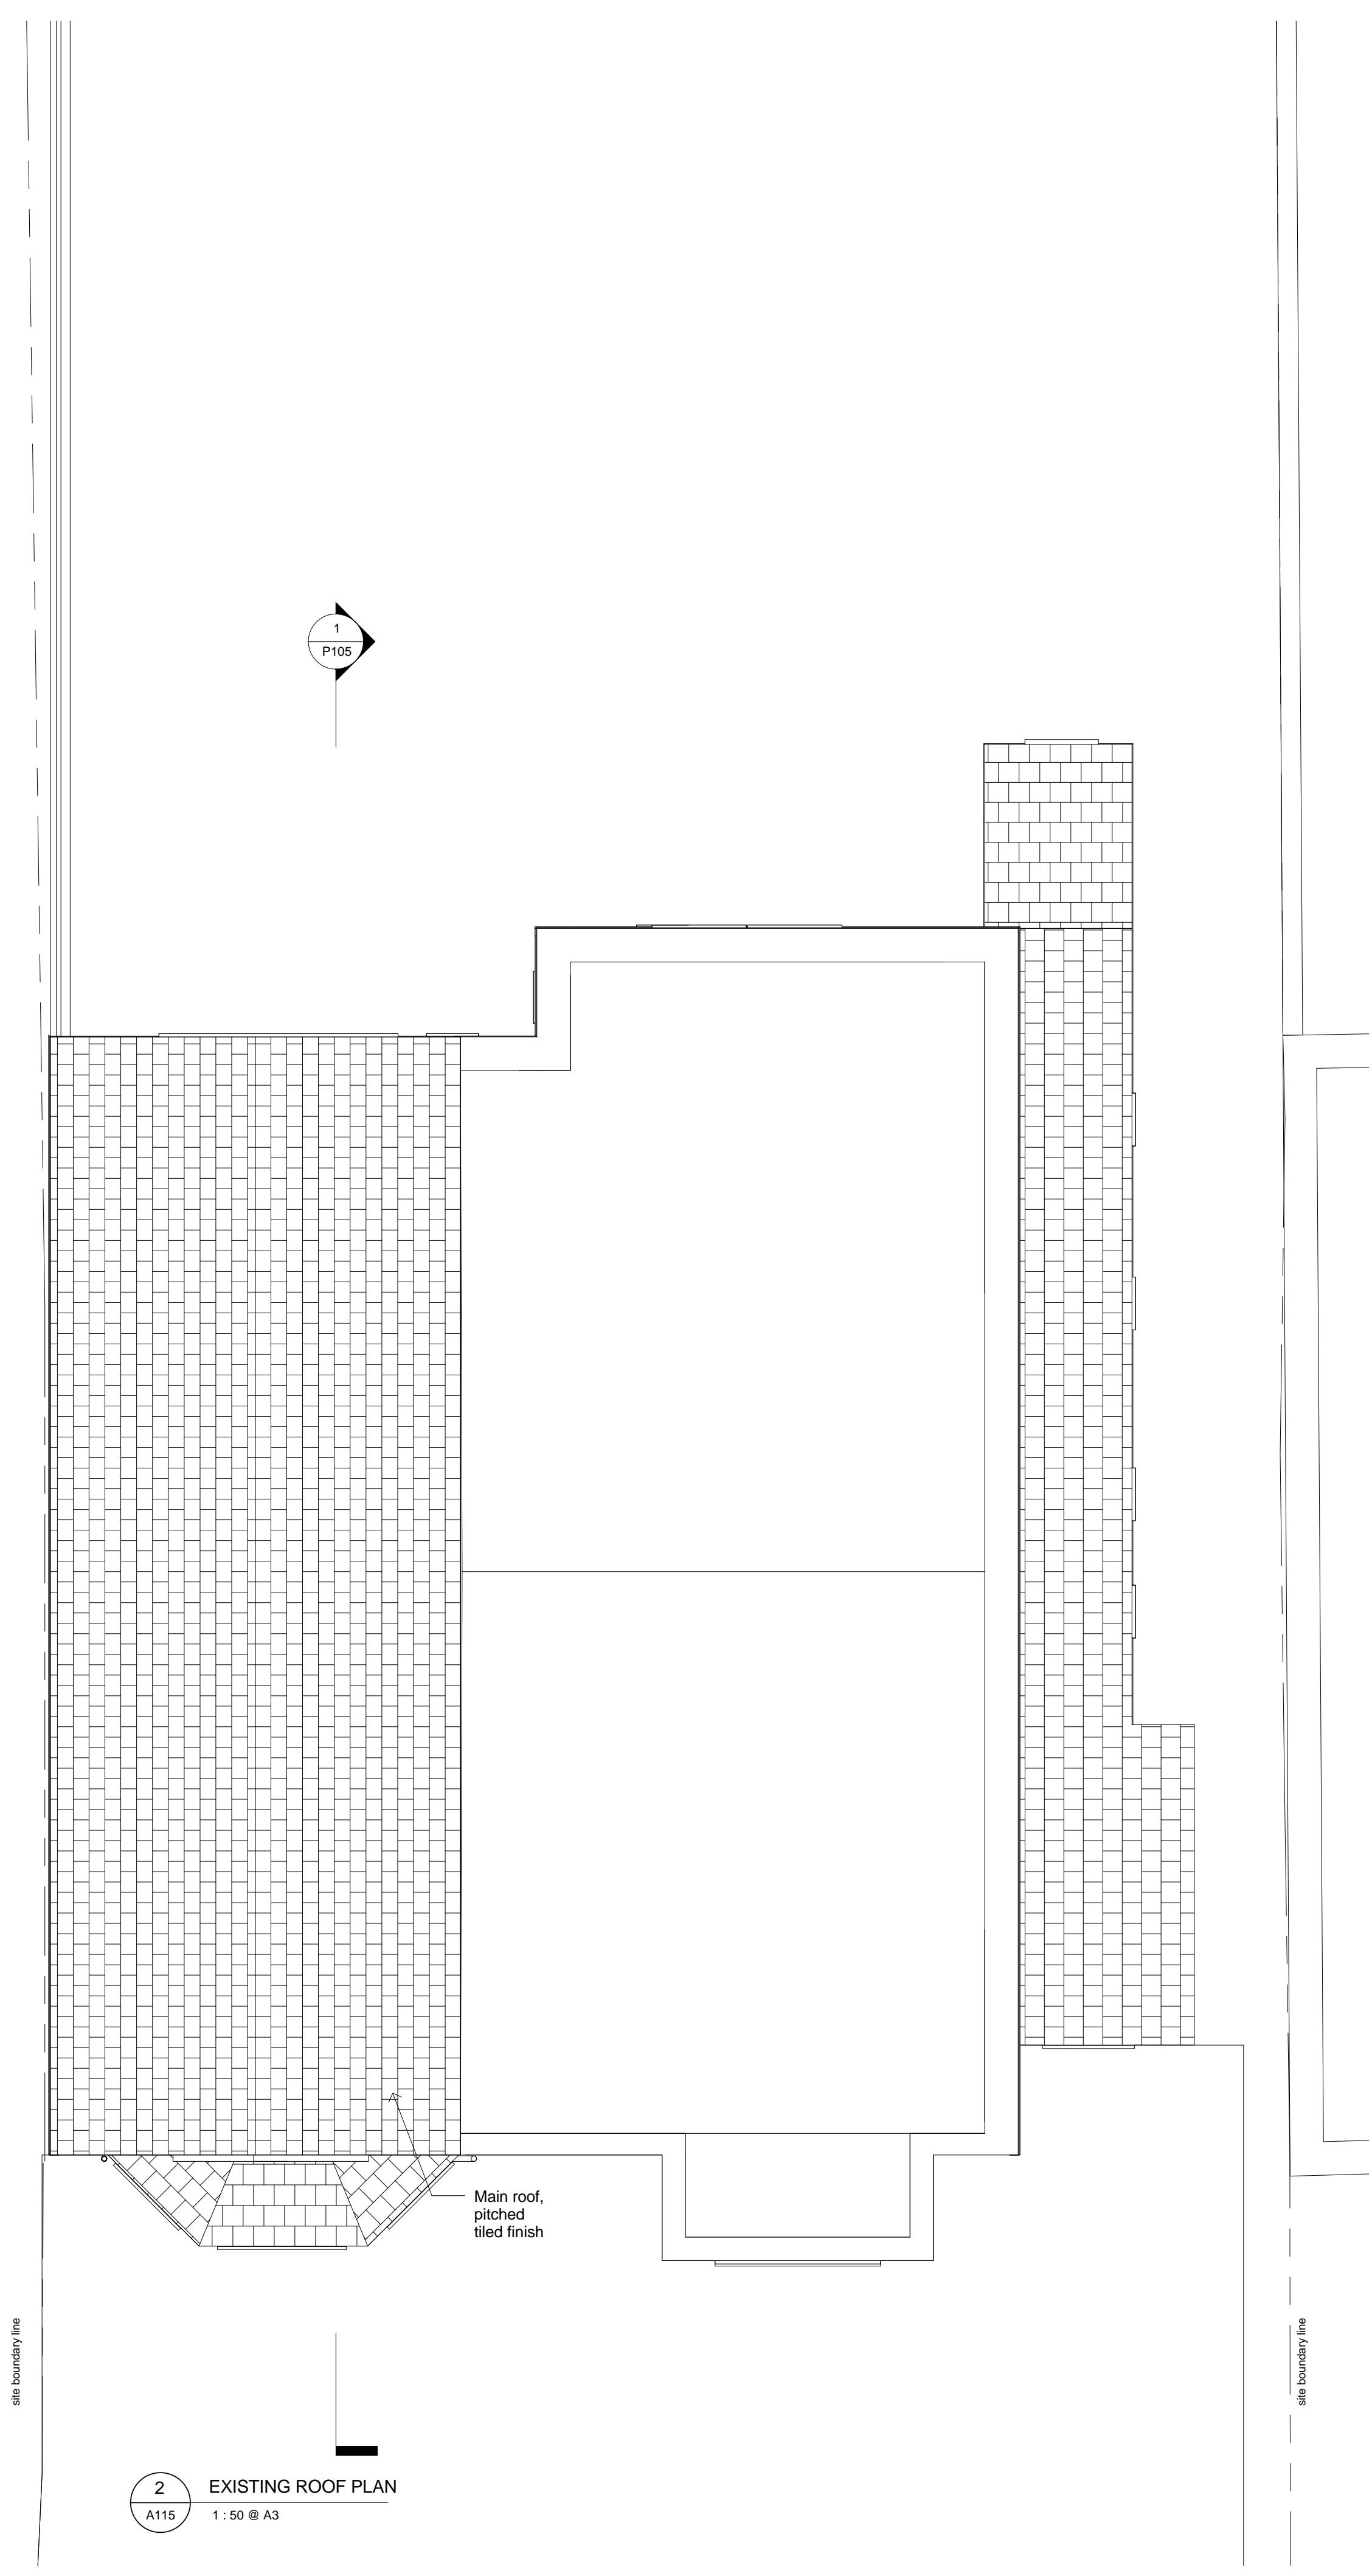 1
P105
Main roof,
pitched
tiled finish
site boundary line
site boundary line
2
EXISTING ROOF PLAN
A115
1 : 50 @ A3